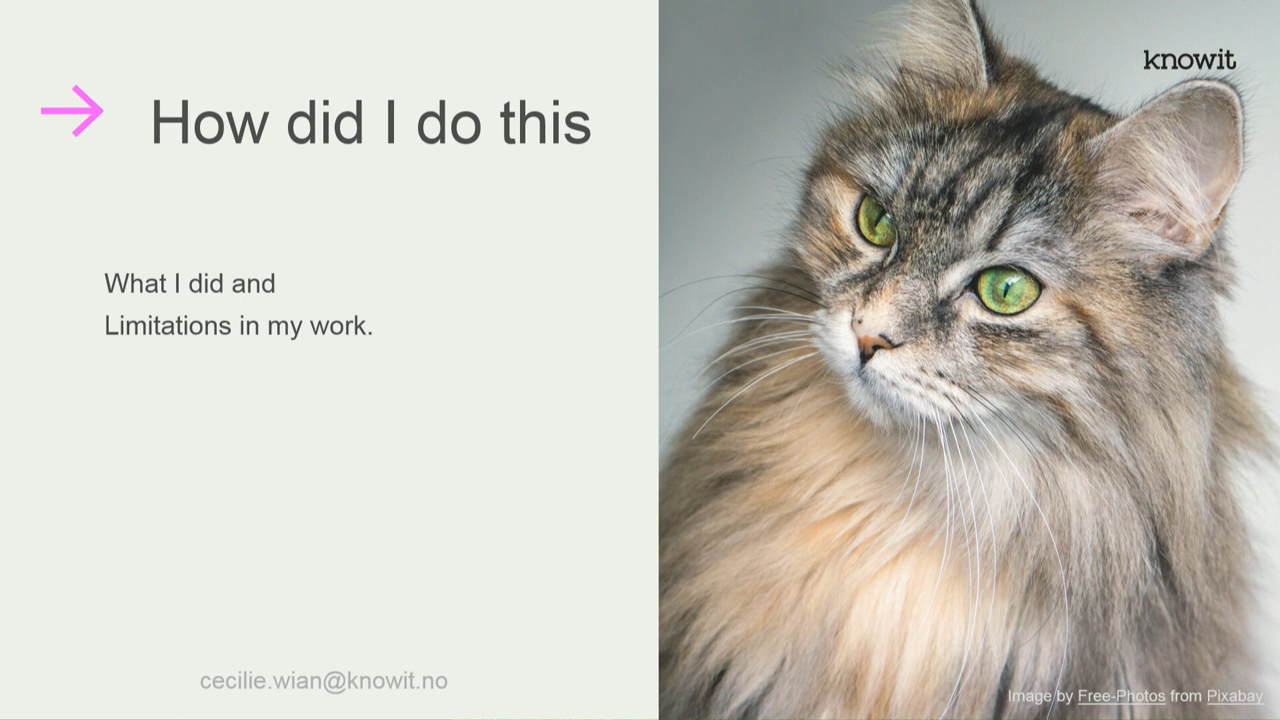 How did I do this
knowit
What I did and
Limitations in my work.
cecilie.wian@knowit.no
Image by Free-Photos from Pixabay